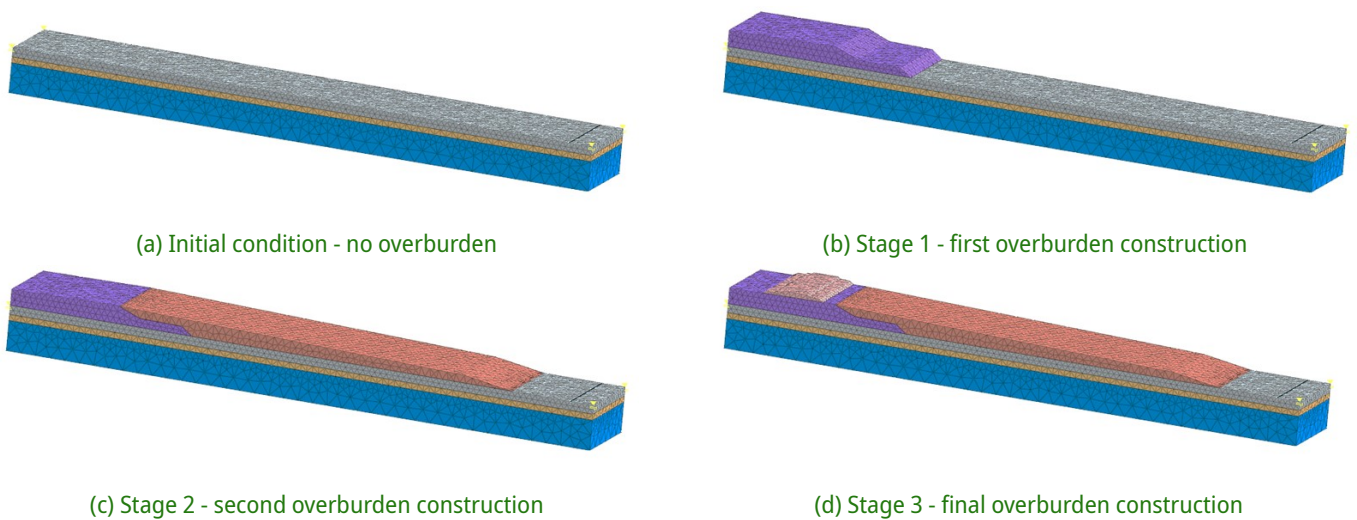 (a) Initial condition - no overburden
(b) Stage 1 - first overburden construction
(c) Stage 2 - second overburden construction
(d) Stage 3 - final overburden construction